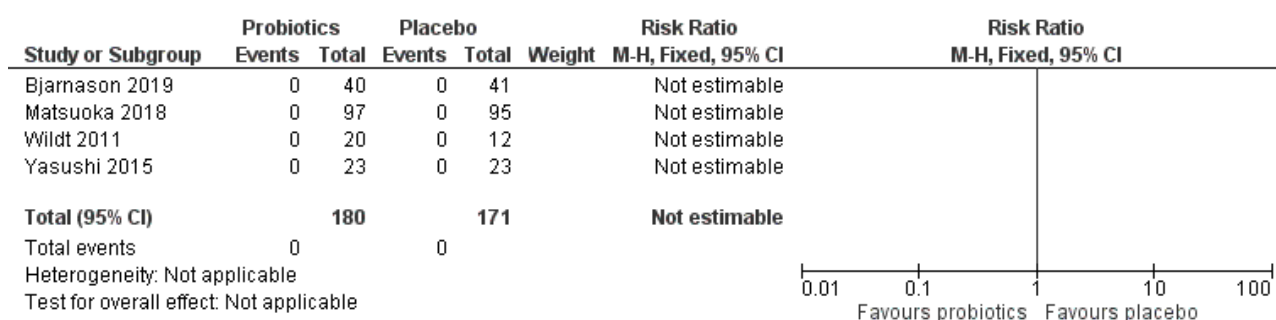 Probiotics Placebo Risk Ratio Risk Ratio
Study or Subgroup Events Total Events Total Weight M-H, Fixed, 95% CI M-H, Fixed, 95% CI
Bjarnason 2019 0 40 0 41 Not estimable
Matsuoka 2018 0 97 0 95 Not estimable
Wildt 2011 0 20 0 12 Not estimable
Yasushi 2015 0 23 0 23 Not estimable
Total (95% CI) 180 171 Not estimable
Total events 0 0
Heterogeneity: Not applicable
Test for overall effect: Not applicable
0.01 0.1 1 10 100
Favours probiotics Favours placebo